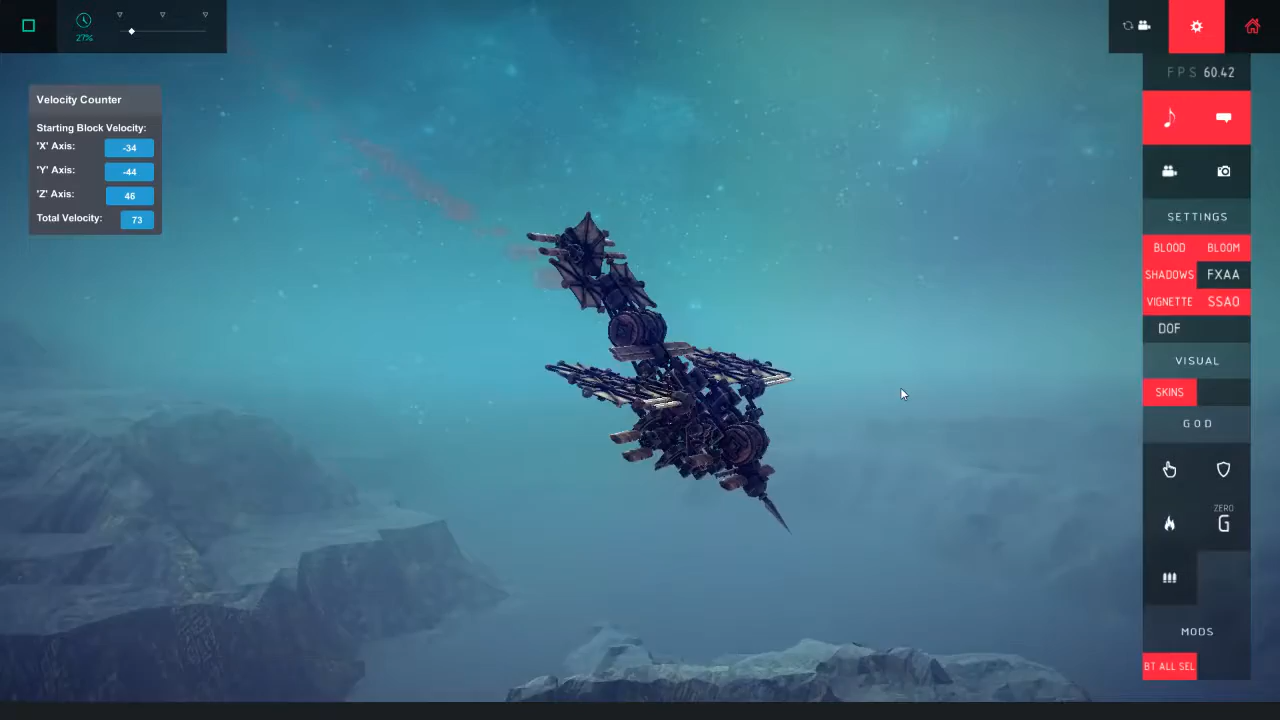 27%
FPS 60.42
Velocity Counter
Starting Block Velocity:
'X' Axis: -34
'Y' Axis: -44
'Z' Axis: 46
Total Velocity: 73
SETTINGS
BLOOD BLOOM
SHADOWS FXAA
VIGNETTE SSAO
DOF
VISUAL
SKINS
GOD
ZERO
G
MODS
BT ALL SEL